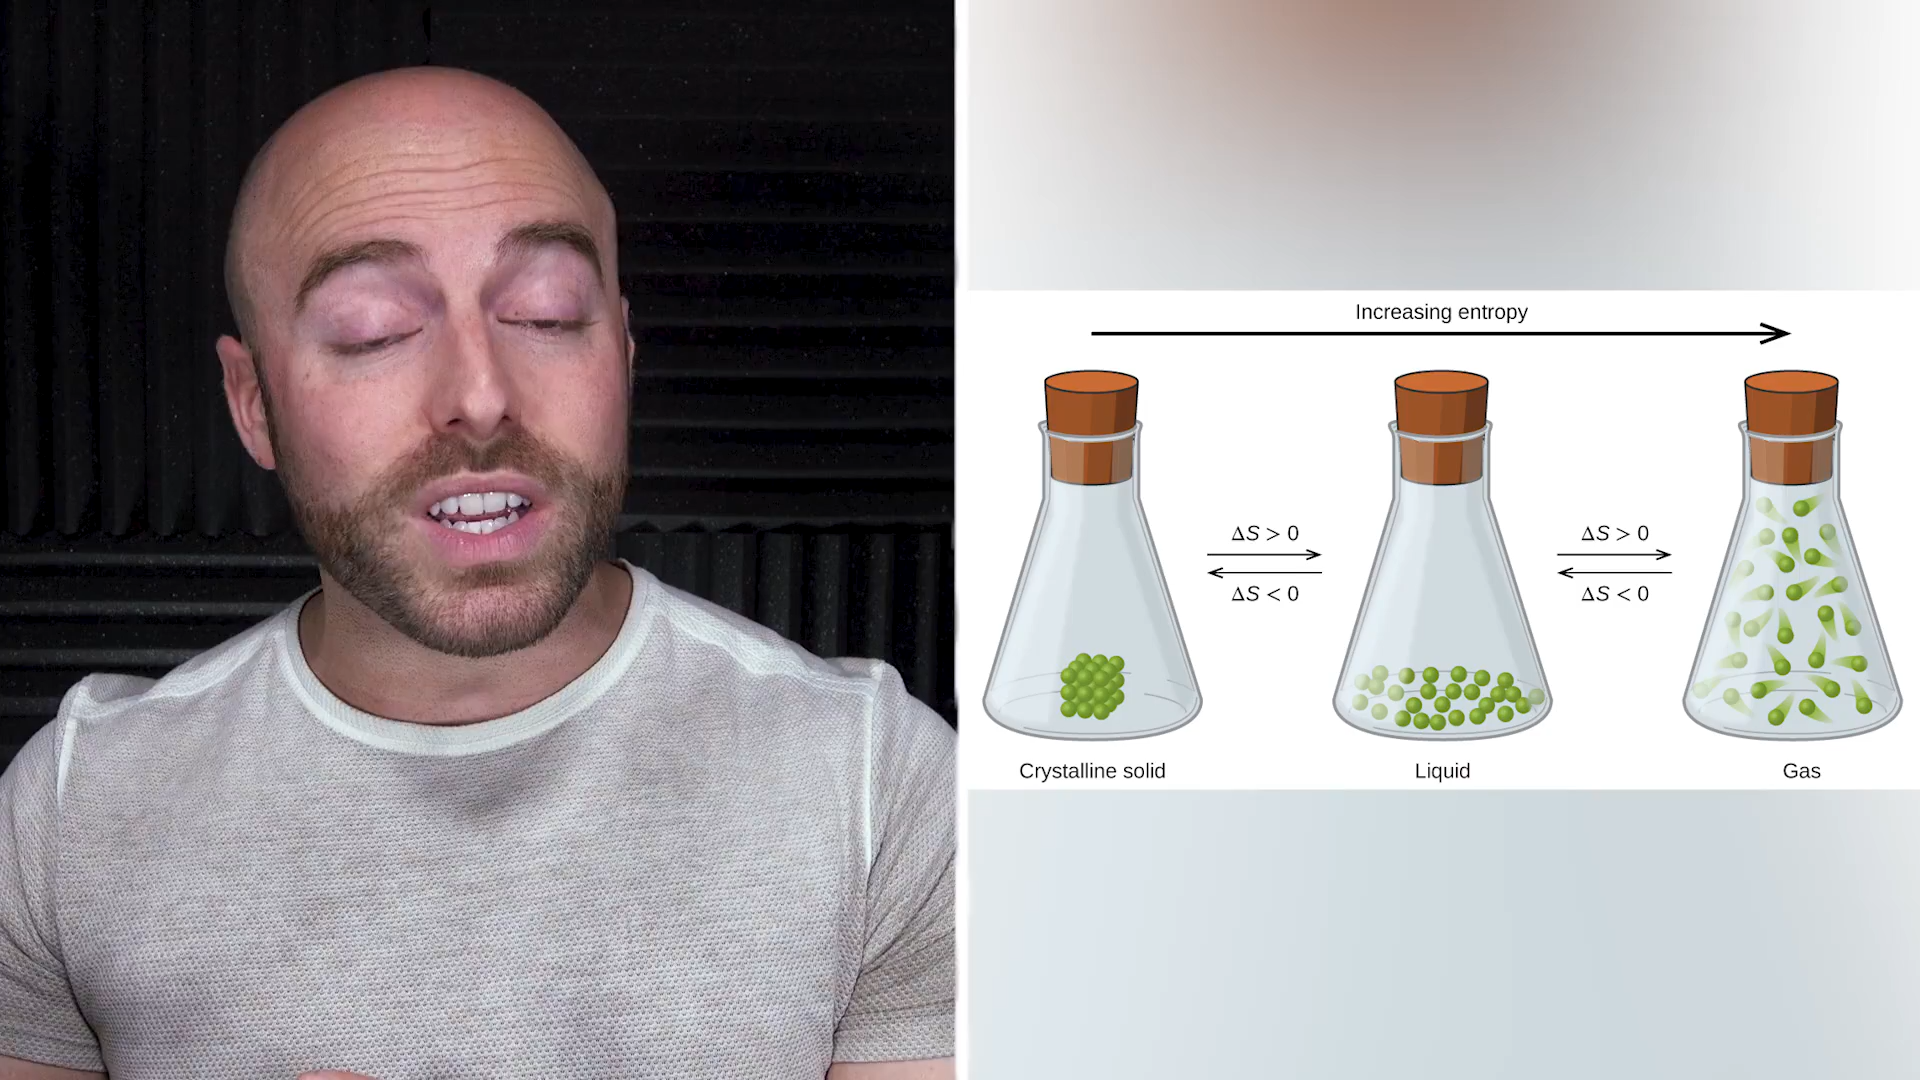 Increasing entropy
ΔS > 0
ΔS < 0
ΔS > 0
ΔS < 0
Crystalline solid
Liquid
Gas